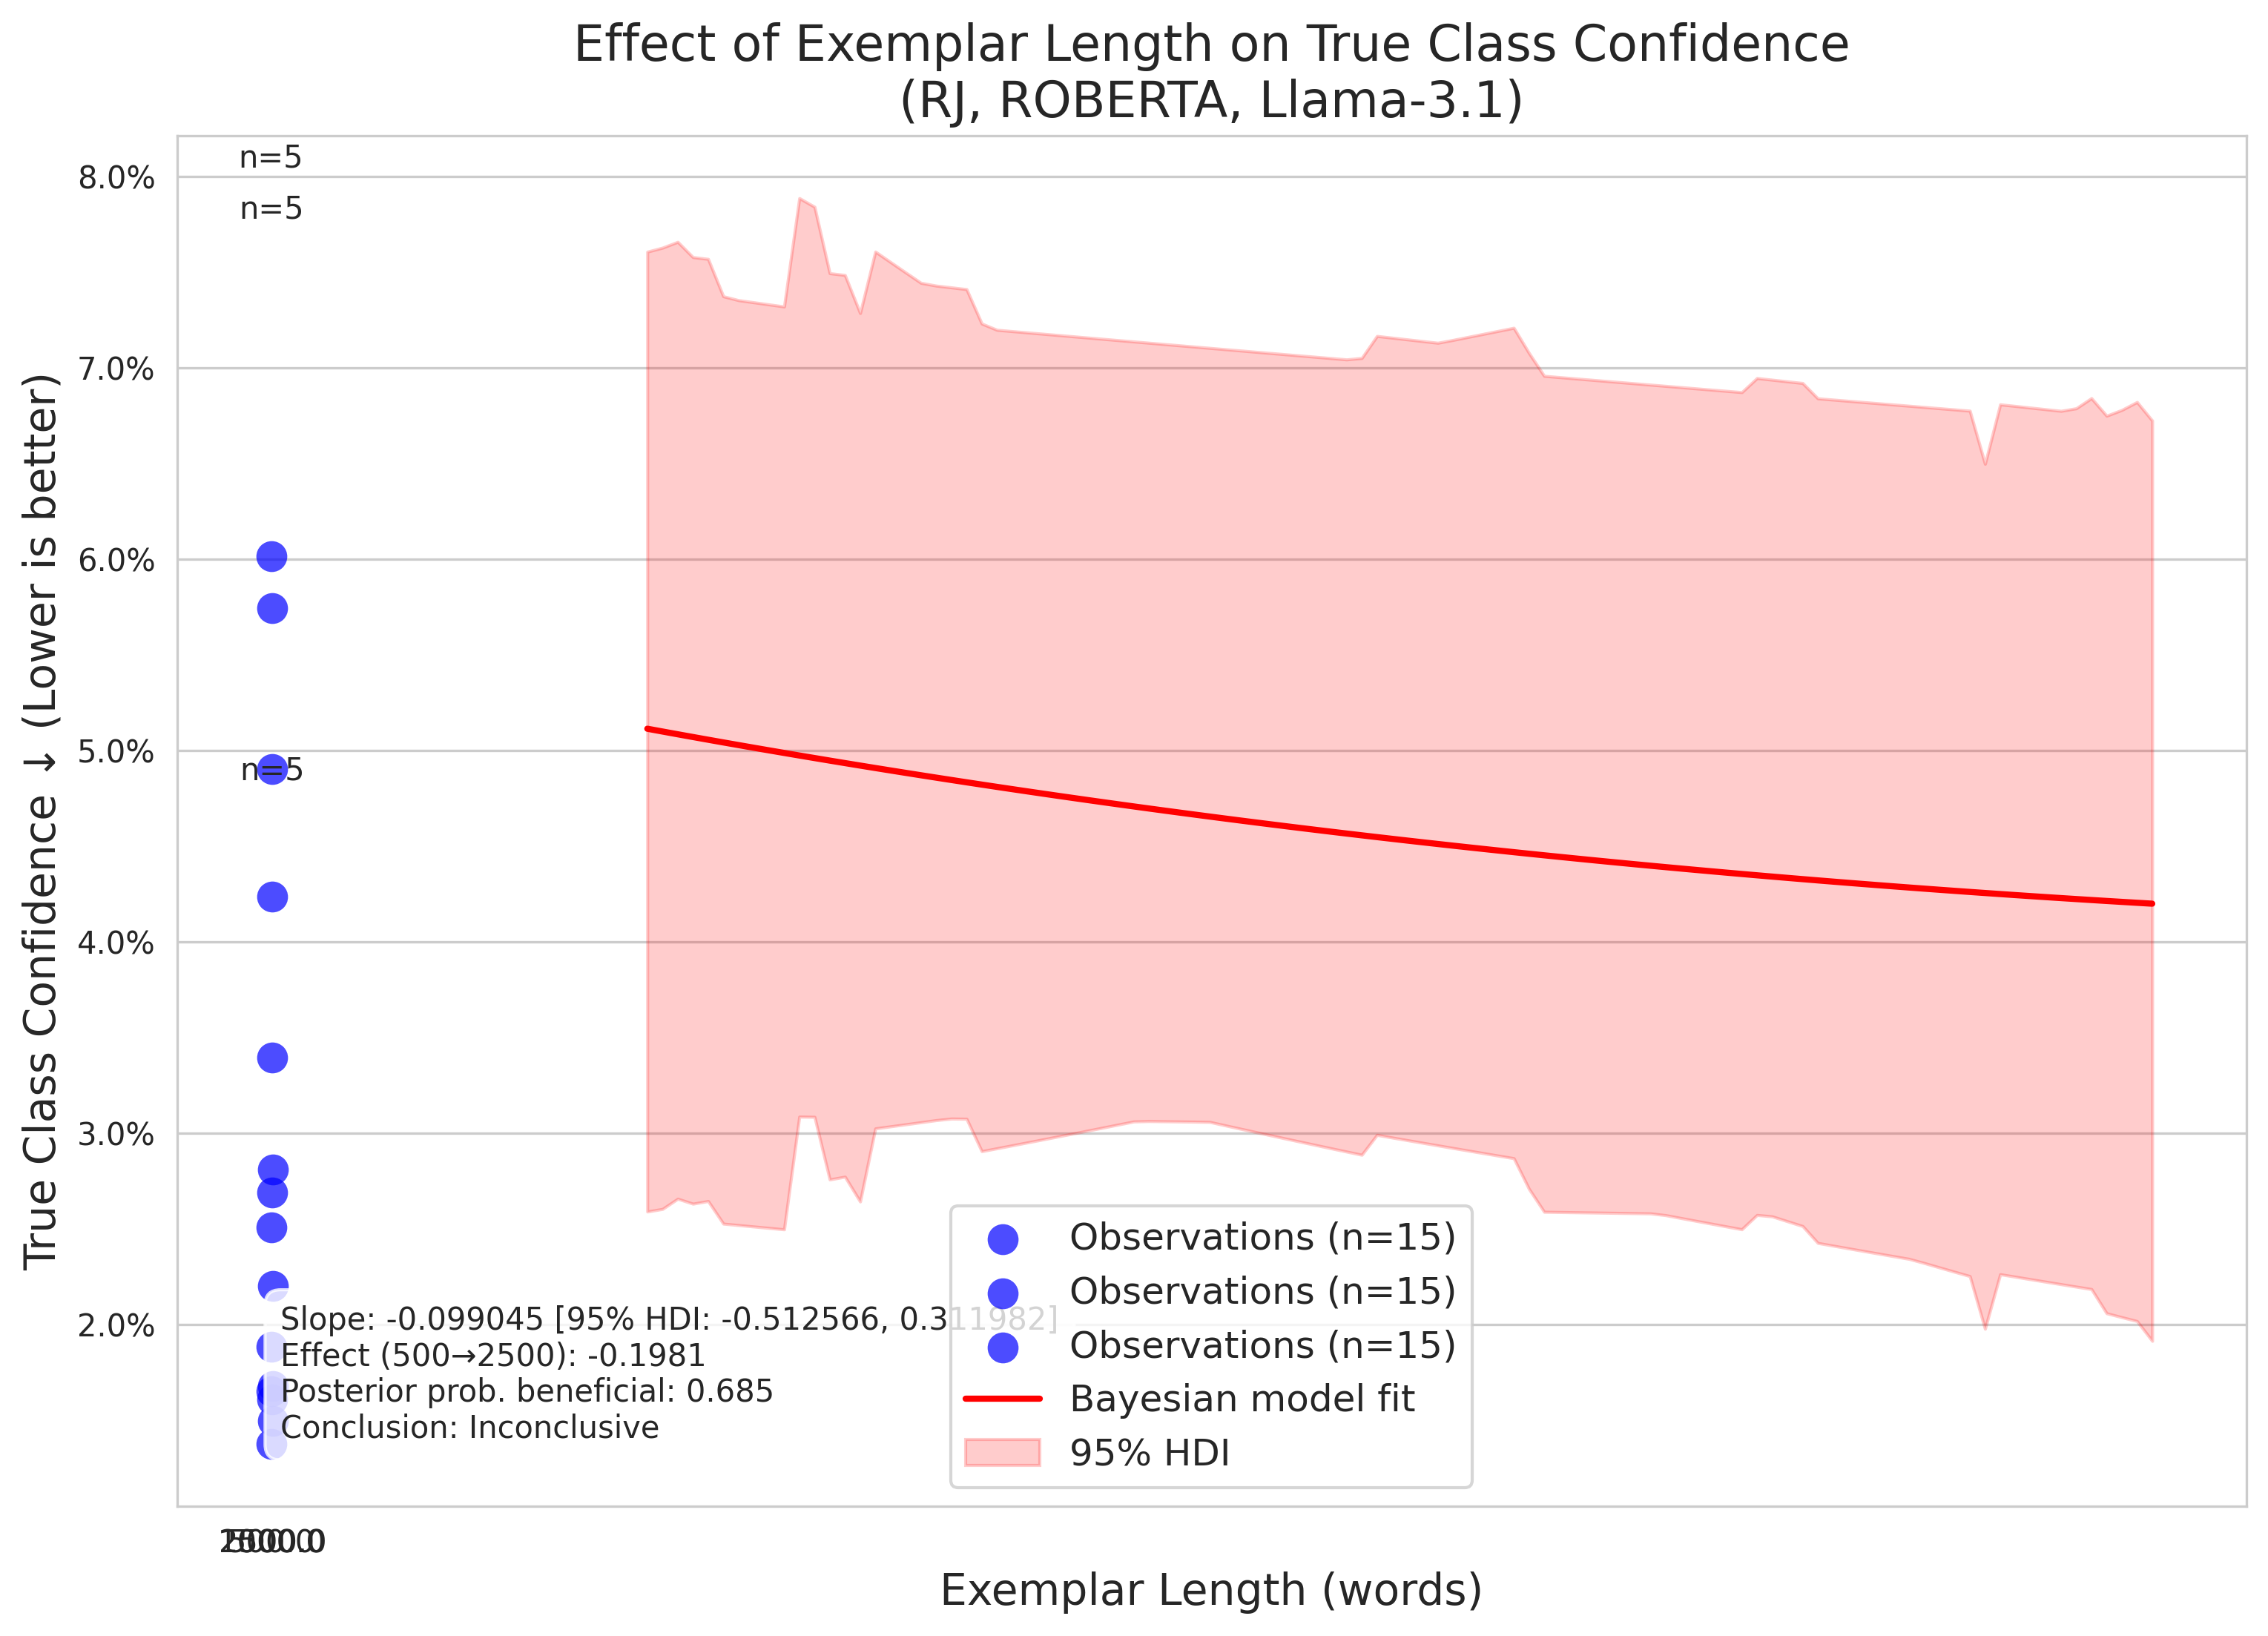 Effect of Exemplar Length on True Class Confidence
(RJ, ROBERTA, Llama-3.1)
True Class Confidence ↓ (Lower is better)
8.0%
7.0%
6.0%
5.0%
4.0%
3.0%
2.0%
n=5
n=5
n=5
Slope: -0.099045 [95% HDI: -0.512566, 0.311982]
Effect (500→2500): -0.1981
Posterior prob. beneficial: 0.685
Conclusion: Inconclusive
Observations (n=15)
Observations (n=15)
Observations (n=15)
Bayesian model fit
95% HDI
Exemplar Length (words)